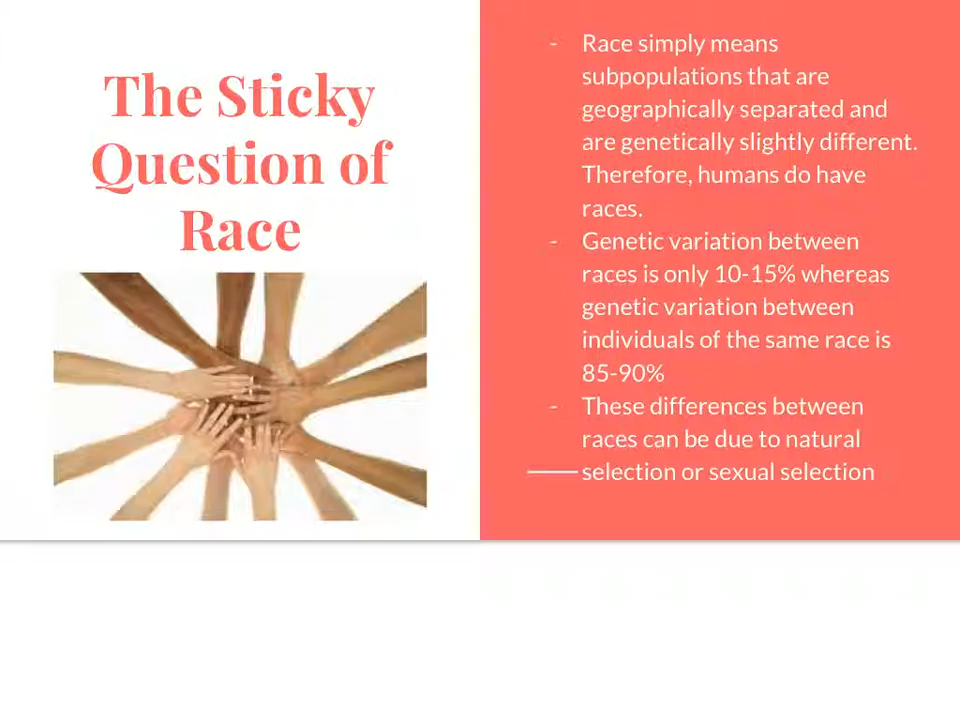 The Sticky
Question of
Race
- Race simply means
subpopulations that are
geographically separated and
are genetically slightly different.
Therefore, humans do have
races.
- Genetic variation between
races is only 10-15% whereas
genetic variation between
individuals of the same race is
85-90%
- These differences between
races can be due to natural
selection or sexual selection